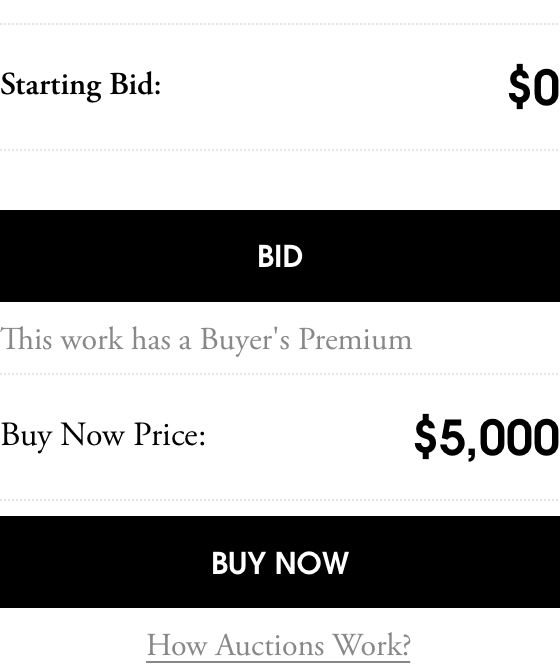 Starting Bid:
$0
BID
This work has a Buyer's Premium
Buy Now Price:
$5,000
BUY NOW
How Auctions Work?